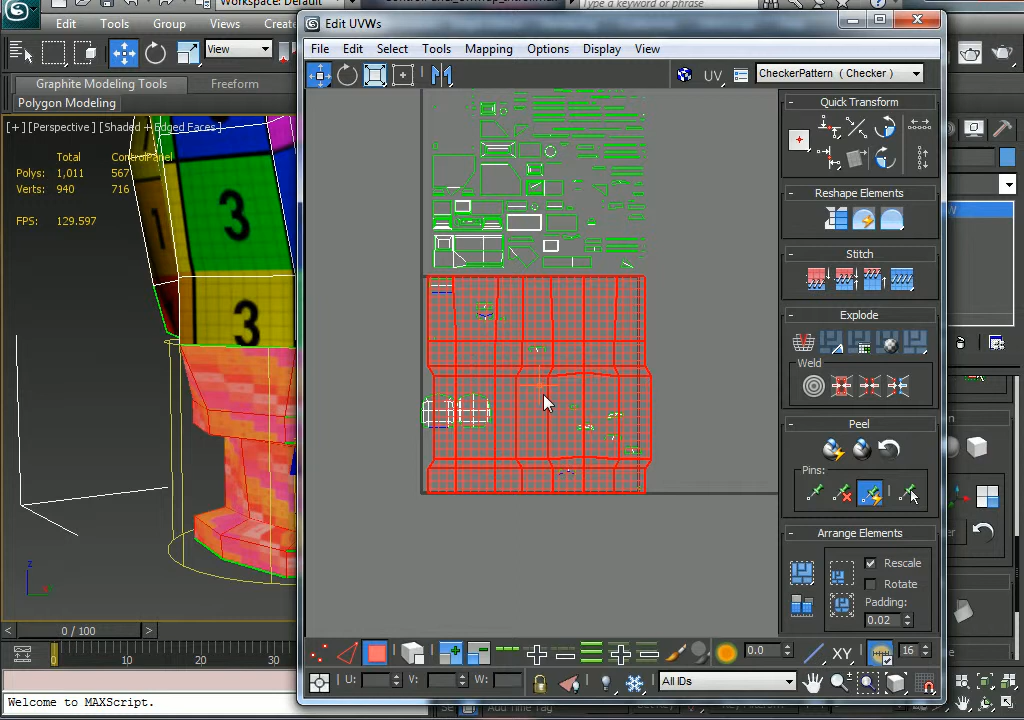 Workspace: Default
Type a keyword or phrase
Edit Tools Group Views Create
View
Graphite Modeling Tools Freeform
Polygon Modeling
[+] [Perspective] [Shaded + Edged Faces]
Total ControlPanel
Polys: 1,011 567
Verts: 940 716
FPS: 129.597
1 3
3
Z
< 0 / 100 >
0 10 20 30
Welcome to MAXScript.
Edit UVWs
File Edit Select Tools Mapping Options Display View
UV CheckerPattern ( Checker )
- Quick Transform
- Reshape Elements
- Stitch
- Explode
Weld
- Peel
Pins:
- Arrange Elements
Rescale
Rotate
Padding:
0.02
0.0 XY 16
U: V: W: All IDs
Add Time Tag